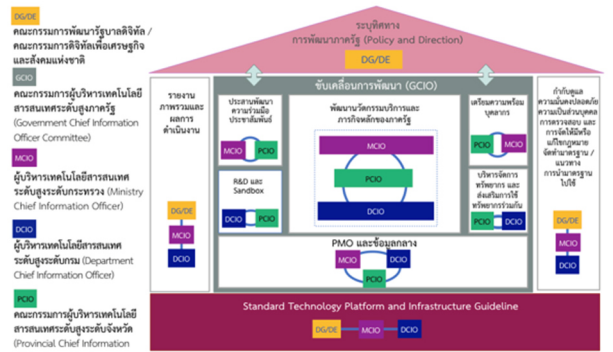 DG/DE
คณะกรรมการพัฒนารัฐบาลดิจิทัล /
คณะกรรมการดิจิทัลเพื่อเศรษฐกิจ
และสังคมแห่งชาติ
GCIO
คณะกรรมการผู้บริหารเทคโนโลยี
สารสนเทศระดับสูงภาครัฐ
(Government Chief Information
Officer Committee)
MCIO
ผู้บริหารเทคโนโลยีสารสนเทศ
ระดับสูงระดับกระทรวง (Ministry
Chief Information Officer)
DCIO
ผู้บริหารเทคโนโลยีสารสนเทศ
ระดับสูงระดับกรม (Department
Chief Information Officer)
PCIO
คณะกรรมการผู้บริหารเทคโนโลยี
สารสนเทศระดับสูงระดับจังหวัด
(Provincial Chief Information
ระบุทิศทาง
การพัฒนาภาครัฐ (Policy and Direction)
DG/DE
รายงาน
ภาพรวมและ
ผลการ
ดำเนินงาน
DG/DE
MCIO
DCIO
ขับเคลื่อนการพัฒนา (GCIO)
ประสานพัฒนา
ความร่วมมือ
ประชาสัมพันธ์
MCIO
PCIO
R&D และ
Sandbox
DCIO
PCIO
พัฒนานวัตกรรมบริการและ
ภารกิจหลักของภาครัฐ
MCIO
PCIO
DCIO
เตรียมความพร้อม
บุคลากร
PCIO
MCIO
บริหารจัดการ
ทรัพยากร และ
ส่งเสริมการใช้
ทรัพยากรร่วมกัน
PCIO
DCIO
PMO และข้อมูลกลาง
MCIO
DCIO
PCIO
กำกับดูแล
ความมั่นคงปลอดภัย
ความเป็นส่วนบุคคล
การตรวจสอบ และ
การจัดให้มีหรือ
แก้ไขกฎหมาย
จัดทำมาตรฐาน /
แนวทาง
การนำมาตรฐาน
ไปใช้
DG/DE
MCIO
DCIO
Standard Technology Platform and Infrastructure Guideline
DG/DE
MCIO
DCIO